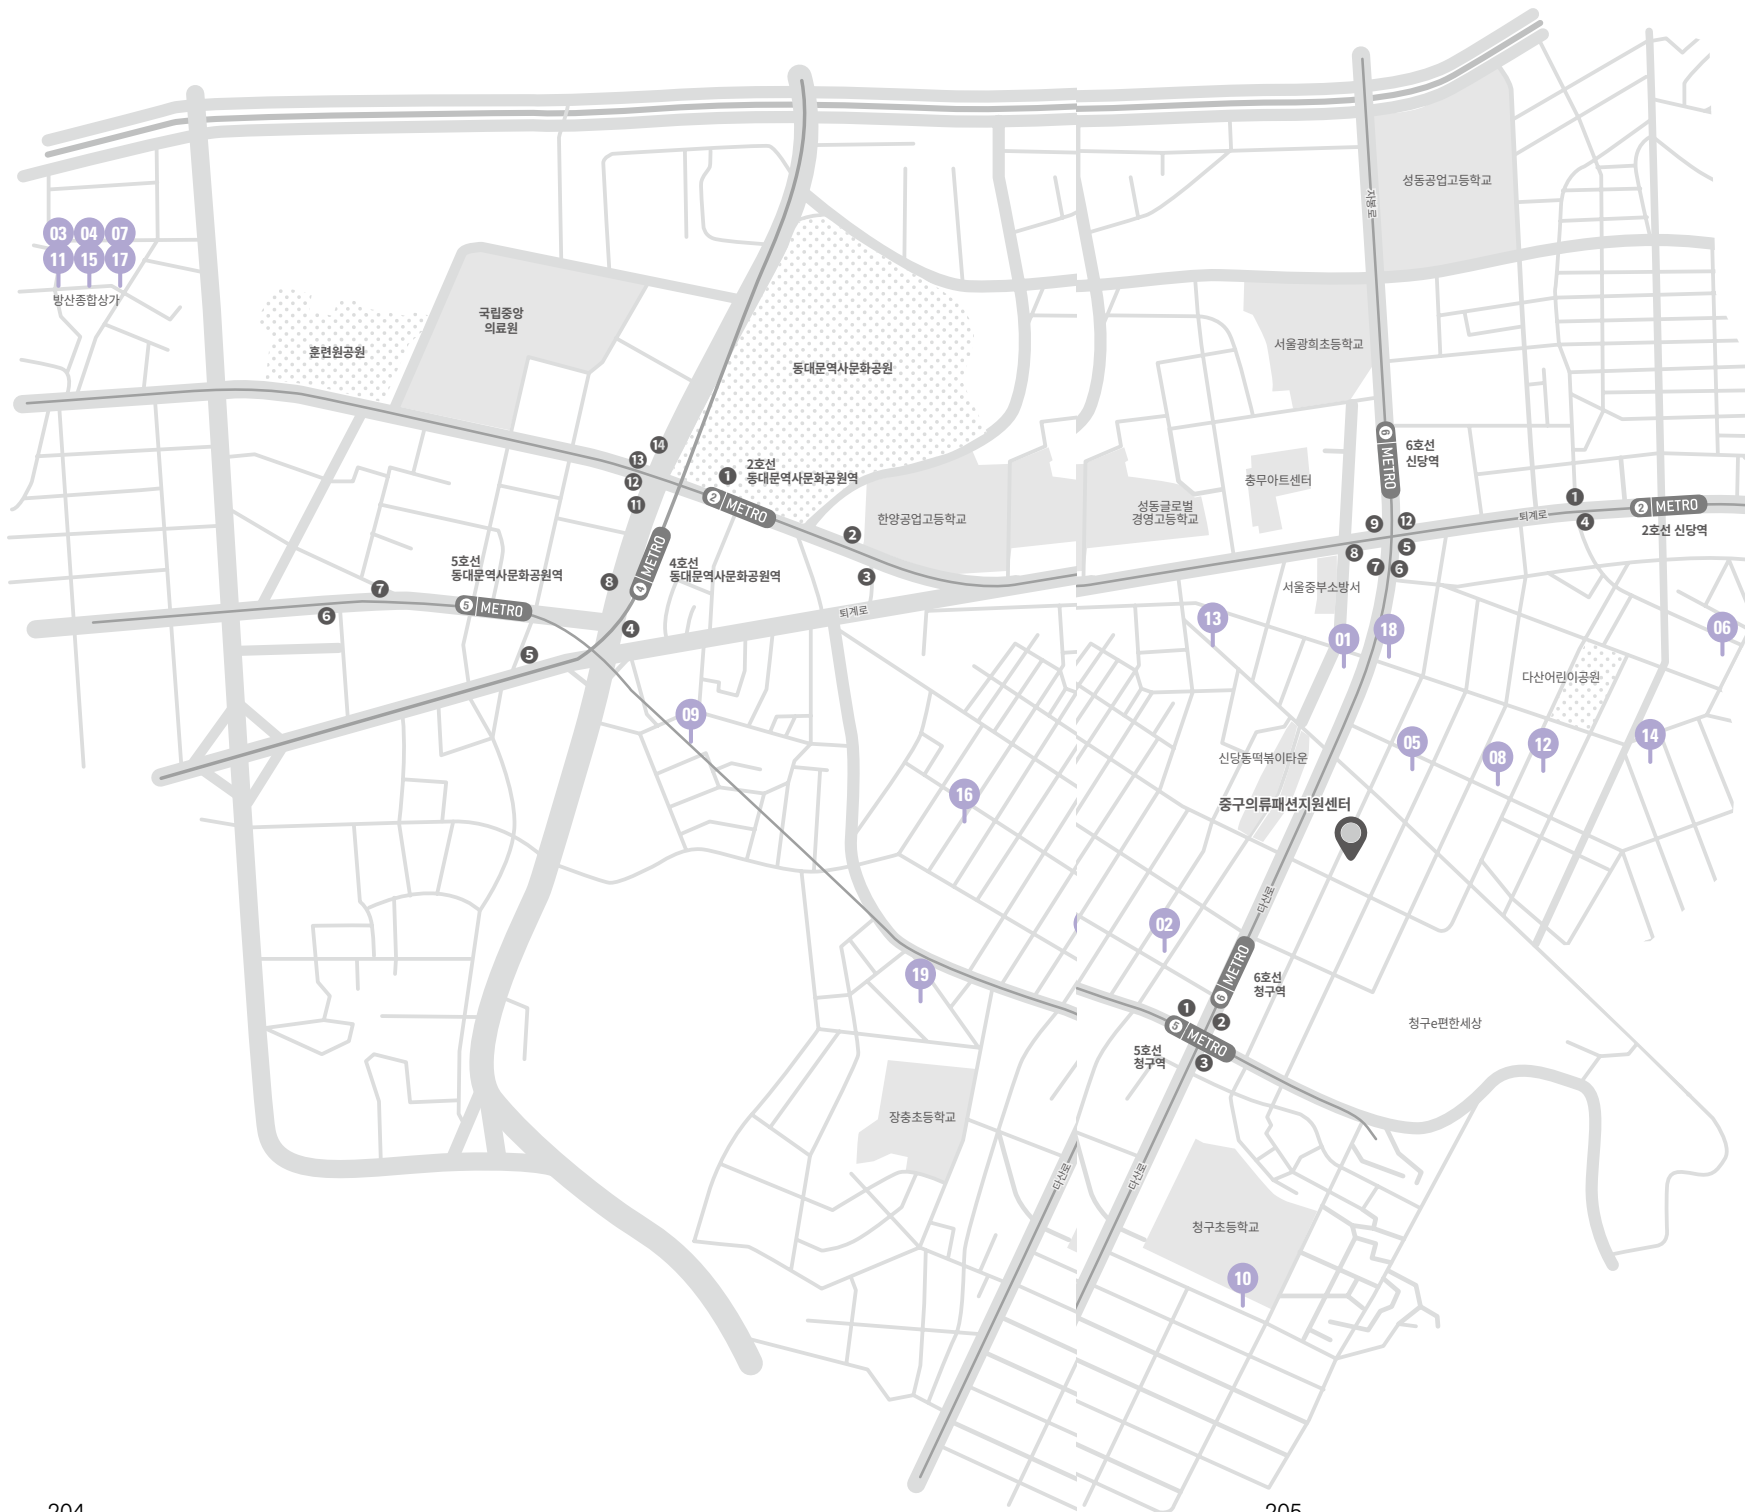 성동공업고등학교
자봉로
03 04 07
11 15 17
방산종합상가
국립중앙
의료원
훈련원공원
동대문역사문화공원
서울광희초등학교
14
13
12
11
1
2호선
동대문역사문화공원역
2 METRO
2
3
한양공업고등학교
성동글로벌
경영고등학교
충무아트센터
6 METRO
6호선
신당역
9
12
8
5
7
6
퇴계로
1
4
2 METRO
2호선 신당역
서울중부소방서
5호선
동대문역사문화공원역
7
6
5 METRO
5
8
4 METRO
4호선
동대문역사문화공원역
4
퇴계로
13
01
18
06
다산어린이공원
09
05
08
12
14
신당동떡볶이타운
16
중구의류패션지원센터
다산로
02
19
6 METRO
6호선
청구역
1
2
5 METRO
5호선
청구역
3
청구e편한세상
장충초등학교
다산로
다산로
청구초등학교
10
204
205